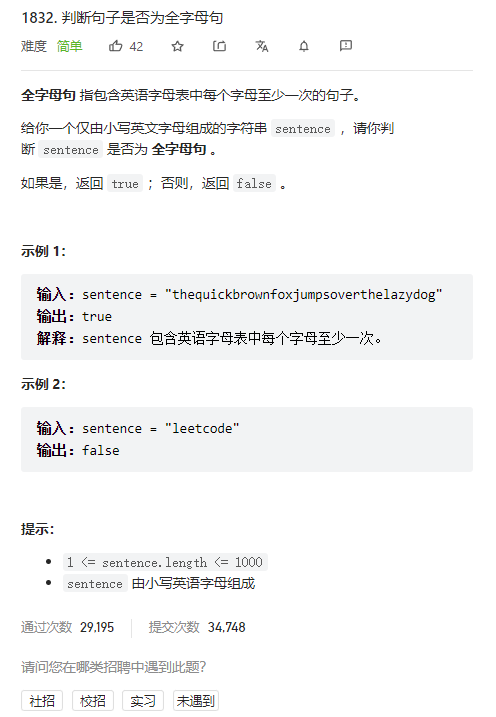 1832. 判断句子是否为全字母句
难度 简单 42
全字母句 指包含英语字母表中每个字母至少一次的句子。
给你一个仅由小写英文字母组成的字符串 sentence ，请你判
断 sentence 是否为 全字母句 。
如果是，返回 true ；否则，返回 false 。
示例 1：
输入：sentence = "thequickbrownfoxjumpsoverthelazydog"
输出：true
解释：sentence 包含英语字母表中每个字母至少一次。
示例 2：
输入：sentence = "leetcode"
输出：false
提示：
• 1 <= sentence.length <= 1000
• sentence 由小写英语字母组成
通过次数 29,195 提交次数 34,748
请问您在哪类招聘中遇到此题？
社招 校招 实习 未遇到